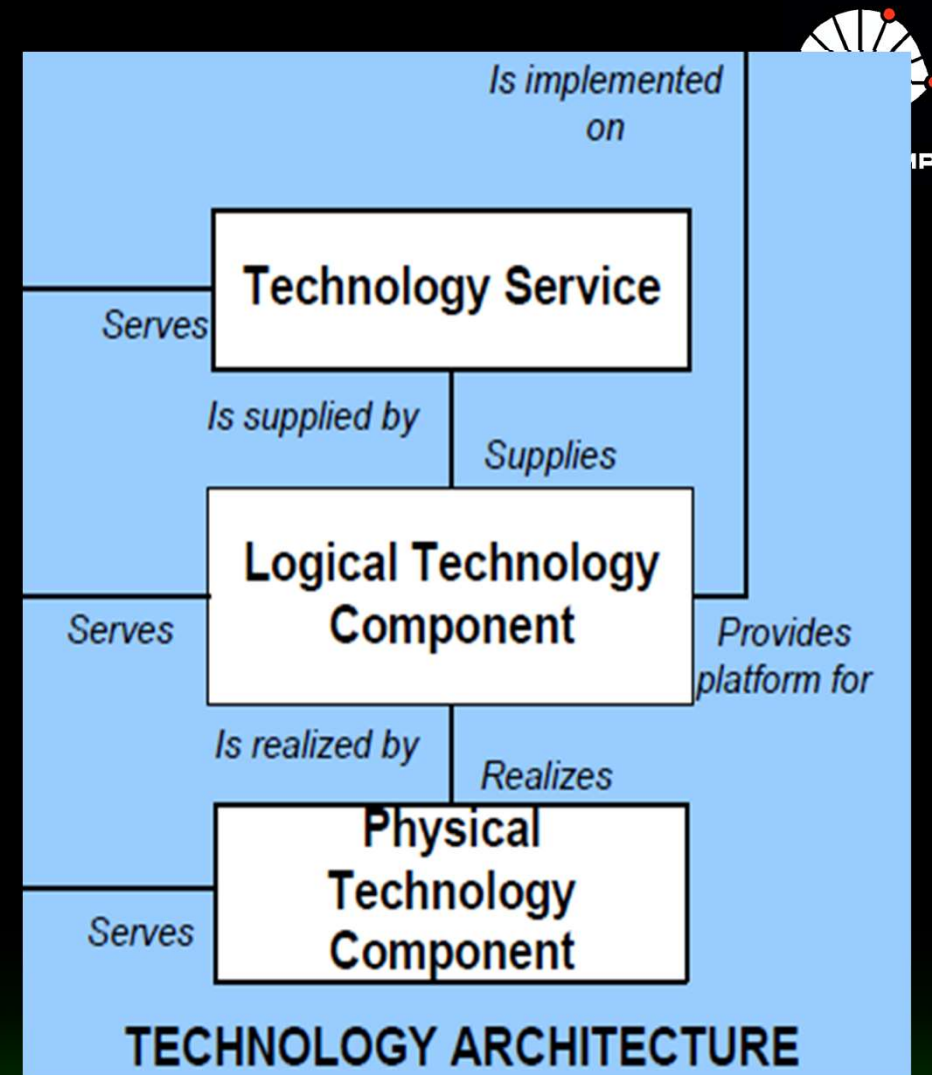 Is implemented
on
Technology Service
Serves
Is supplied by
Supplies
Logical Technology
Component
Serves
Provides
platform for
Is realized by
Realizes
Physical
Technology
Component
Serves
TECHNOLOGY ARCHITECTURE